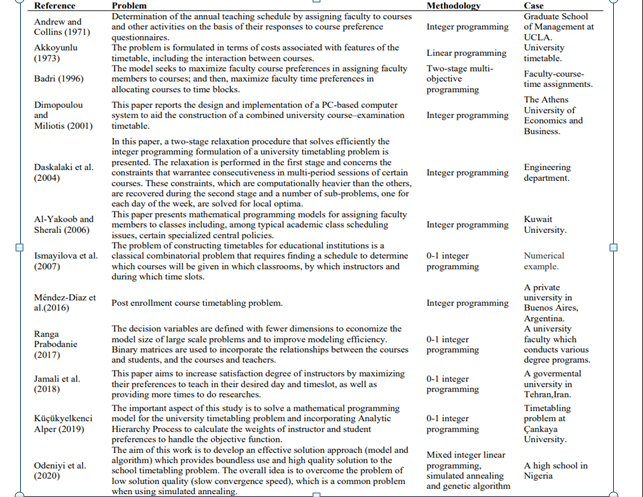 Reference Problem Methodology Case
Andrew and
Collins (1971)
Determination of the annual teaching schedule by assigning faculty to courses
and other activities on the basis of their responses to course preference
questionnaires.
Integer programming
Graduate School
of Management at
UCLA.
Akkoyunlu
(1973)
The problem is formulated in terms of costs associated with features of the
timetable, including the interaction between courses.
Linear programming
University
timetable.
Badri (1996)
The model seeks to maximize faculty course preferences in assigning faculty
members to courses; and then, maximize faculty time preferences in
allocating courses to time blocks.
Two-stage multi-
objective
programming
Faculty-course-
time assignments.
Dimopoulou
and
Miliotis (2001)
This paper reports the design and implementation of a PC-based computer
system to aid the construction of a combined university course–examination
timetable.
Integer programming
The Athens
University of
Economics and
Business.
Daskalaki et al.
(2004)
In this paper, a two-stage relaxation procedure that solves efficiently the
integer programming formulation of a university timetabling problem is
presented. The relaxation is performed in the first stage and concerns the
constraints that warrantee consecutiveness in multi-period sessions of certain
courses. These constraints, which are computationally heavier than the others,
are recovered during the second stage and a number of sub-problems, one for
each day of the week, are solved for local optima.
Integer programming
Engineering
department.
Al-Yakoob and
Sherali (2006)
This paper presents mathematical programming models for assigning faculty
members to classes including, among typical academic class scheduling
issues, certain specialized central policies.
Integer programming
Kuwait
University.
Ismayilova et al.
(2007)
The problem of constructing timetables for educational institutions is a
classical combinatorial problem that requires finding a schedule to determine
which courses will be given in which classrooms, by which instructors and
during which time slots.
0-1 integer
programming
Numerical
example.
Méndez-Díaz et
al.(2016)
Post enrollment course timetabling problem.
Integer programming
A private
university in
Buenos Aires,
Argentina.
Ranga
Prabodanie
(2017)
The decision variables are defined with fewer dimensions to economize the
model size of large scale problems and to improve modeling efficiency.
Binary matrices are used to incorporate the relationships between the courses
and students, and the courses and teachers.
0-1 integer
programming
A university
faculty which
conducts various
degree programs.
Jamali et al.
(2018)
This paper aims to increase satisfaction degree of instructors by maximizing
their preferences to teach in their desired day and timeslot, as well as
providing more times to do researches.
0-1 integer
programming
A govermental
university in
Tehran,Iran.
Küçükyelkenci
Alper (2019)
The important aspect of this study is to solve a mathematical programming
model for the university timetabling problem and incorporating Analytic
Hierarchy Process to calculate the weights of instructor and student
preferences to handle the objective function.
0-1 integer
programming
Timetabling
problem at
Çankaya
University.
Odeniyi et al.
(2020)
The aim of this work is to develop an effective solution approach (model and
algorithm) which provides boundless use and high quality solution to the
school timetabling problem. The overall idea is to overcome the problem of
low solution quality (slow convergency speed), which is a common problem
when using simulated annealing.
Mixed integer linear
programming,
simulated annealing
and genetic algorithm
A high school in
Nigeria